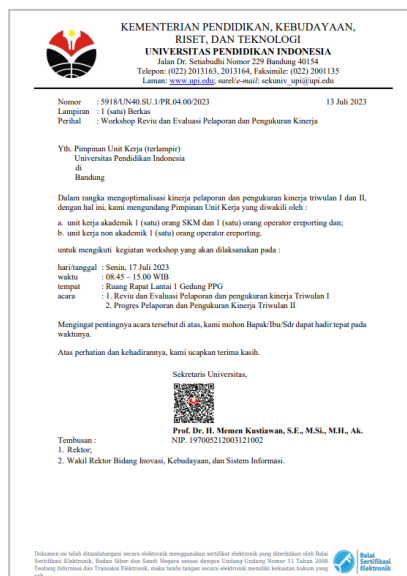 KEMENTERIAN PENDIDIKAN, KEBUDAYAAN,
RISET, DAN TEKNOLOGI
UNIVERSITAS PENDIDIKAN INDONESIA
Jalan Dr. Setiabudhi Nomor 229 Bandung 40154
Telepon: (022) 2013163, 2013164, Faksimile: (022) 2001135
Laman: www.upi.edu; surel/e-mail: sekuniv_upi@upi.edu
Nomor : 5918/UN40.SU.1/PR.04.00/2023 13 Juli 2023
Lampiran : 1 (satu) Berkas
Perihal : Workshop Reviu dan Evaluasi Pelaporan dan Pengukuran Kinerja
Yth. Pimpinan Unit Kerja (terlampir)
Universitas Pendidikan Indonesia
di
Bandung
Dalam rangka mengoptimalisasi kinerja pelaporan dan pengukuran kinerja triwulan I dan II,
dengan hal ini, kami mengundang Pimpinan Unit Kerja yang diwakili oleh :
a. unit kerja akademik 1 (satu) orang SKM dan 1 (satu) orang operator ereporting dan;
b. unit kerja non akademik 1 (satu) orang operator ereporting.
untuk mengikuti kegiatan workshop yang akan dilaksanakan pada :
hari/tanggal : Senin, 17 Juli 2023
waktu : 08.45 – 15.00 WIB
tempat : Ruang Rapat Lantai 1 Gedung PPG
acara : 1. Reviu dan Evaluasi Pelaporan dan pengukuran kinerja Triwulan I
2. Progres Pelaporan dan Pengukuran Kinerja Triwulan II
Mengingat pentingnya acara tersebut di atas, kami mohon Bapak/Ibu/Sdr dapat hadir tepat pada
waktunya.
Atas perhatian dan kehadirannya, kami ucapkan terima kasih.
Sekretaris Universitas,
Prof. Dr. H. Memen Kustiawan, S.E., M.Si., M.H., Ak.
NIP. 197005212003121002
Tembusan :
1. Rektor;
2. Wakil Rektor Bidang Inovasi, Kebudayaan, dan Sistem Informasi.
Dokumen ini telah ditandatangani secara elektronik menggunakan sertifikat elektronik yang diterbitkan oleh Balai
Sertifikasi Elektronik, Badan Siber dan Sandi Negara sesuai dengan Undang-Undang Nomor 11 Tahun 2008
Tentang Informasi dan Transaksi Elektronik, maka tanda tangan secara elektronik memiliki kekuatan hukum yang
sah
Balai
Sertifikasi
Elektronik